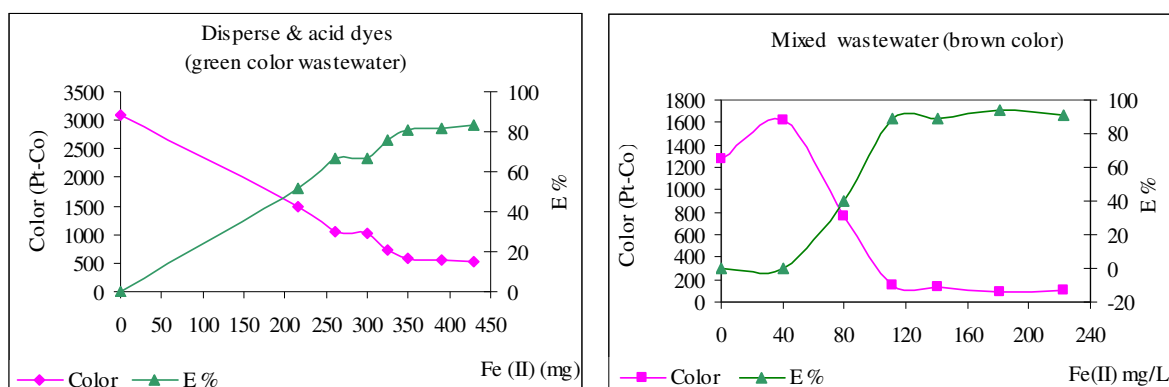 Disperse & acid dyes
(green color wastewater)
Color (Pt-Co)
3500
3000
2500
2000
1500
1000
500
0
100
80
60
40
20
0
E %
0 50 100 150 200 250 300 350 400 450
Color E % Fe (II) (mg)
Mixed wastewater (brown color)
Color (Pt-Co)
1800
1600
1400
1200
1000
800
600
400
200
0
100
80
60
40
20
0
-20
E %
0 40 80 120 160 200 240
Color E % Fe(II) mg/L